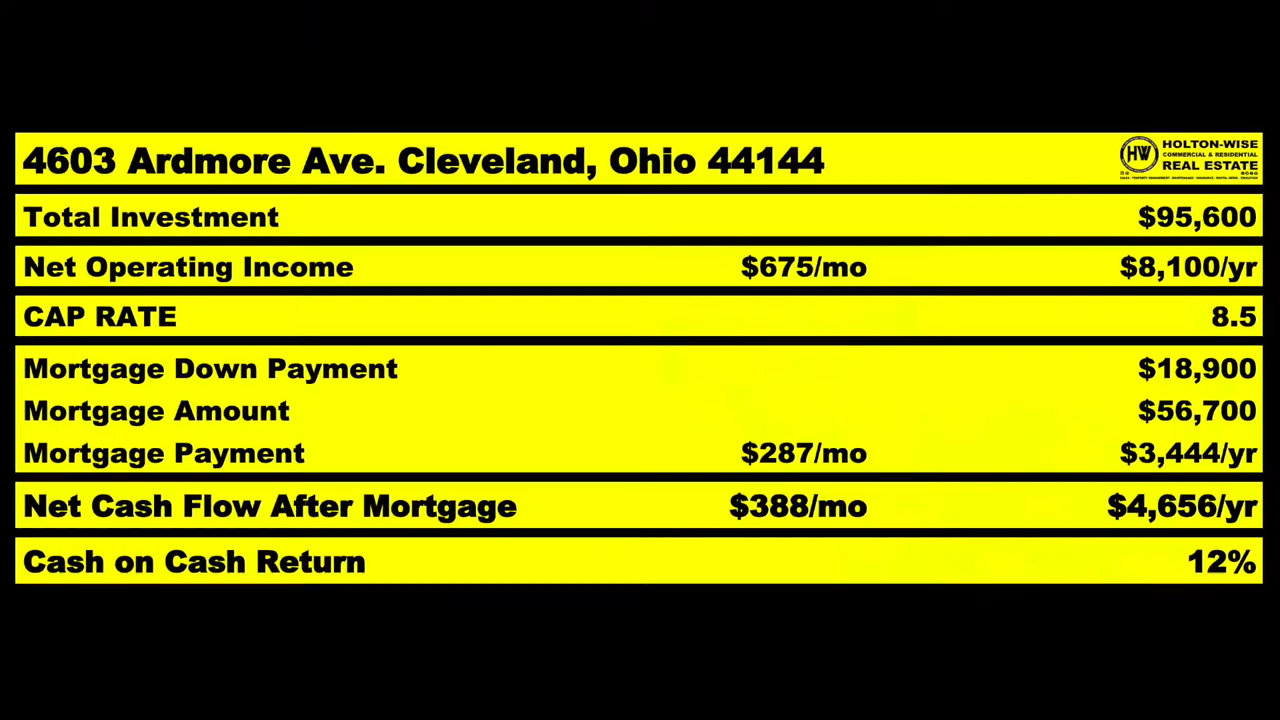 4603 Ardmore Ave. Cleveland, Ohio 44144
HW
HOLTON-WISE
COMMERCIAL & RESIDENTIAL
REAL ESTATE
Total Investment $95,600
Net Operating Income $675/mo $8,100/yr
CAP RATE 8.5
Mortgage Down Payment $18,900
Mortgage Amount $56,700
Mortgage Payment $287/mo $3,444/yr
Net Cash Flow After Mortgage $388/mo $4,656/yr
Cash on Cash Return 12%